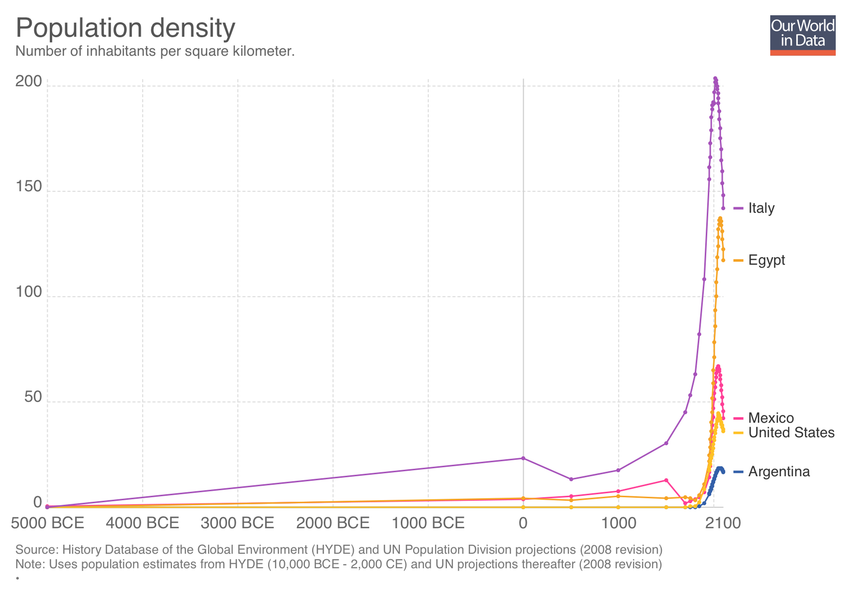 Population density
Number of inhabitants per square kilometer.
Our World
in Data
200
150
100
50
0
5000 BCE 4000 BCE 3000 BCE 2000 BCE 1000 BCE 0 1000 2100
Italy
Egypt
Mexico
United States
Argentina
Source: History Database of the Global Environment (HYDE) and UN Population Division projections (2008 revision)
Note: Uses population estimates from HYDE (10,000 BCE - 2,000 CE) and UN projections thereafter (2008 revision)
•